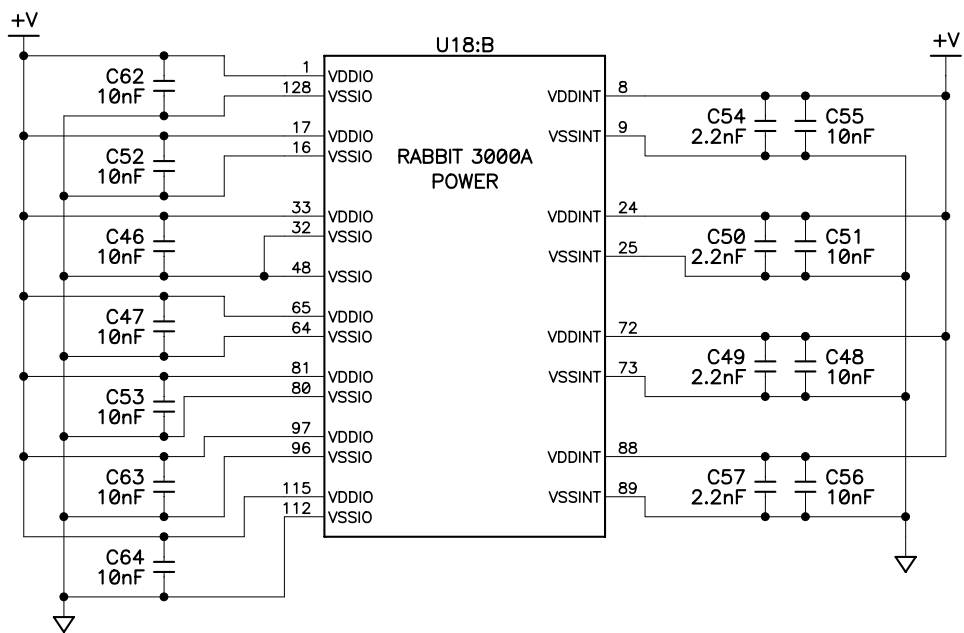 +V
U18:B
+V
C62
10nF
1
VDDIO
128
VSSIO
C52
10nF
17
VDDIO
16
VSSIO
C46
10nF
33
VDDIO
32
VSSIO
48
VSSIO
C47
10nF
65
VDDIO
64
VSSIO
C53
10nF
81
VDDIO
80
VSSIO
C63
10nF
97
VDDIO
96
VSSIO
C64
10nF
115
VDDIO
112
VSSIO
RABBIT 3000A
POWER
VDDINT
8
VSSINT
9
C54
2.2nF
C55
10nF
VDDINT
24
VSSINT
25
C50
2.2nF
C51
10nF
VDDINT
72
VSSINT
73
C49
2.2nF
C48
10nF
VDDINT
88
VSSINT
89
C57
2.2nF
C56
10nF